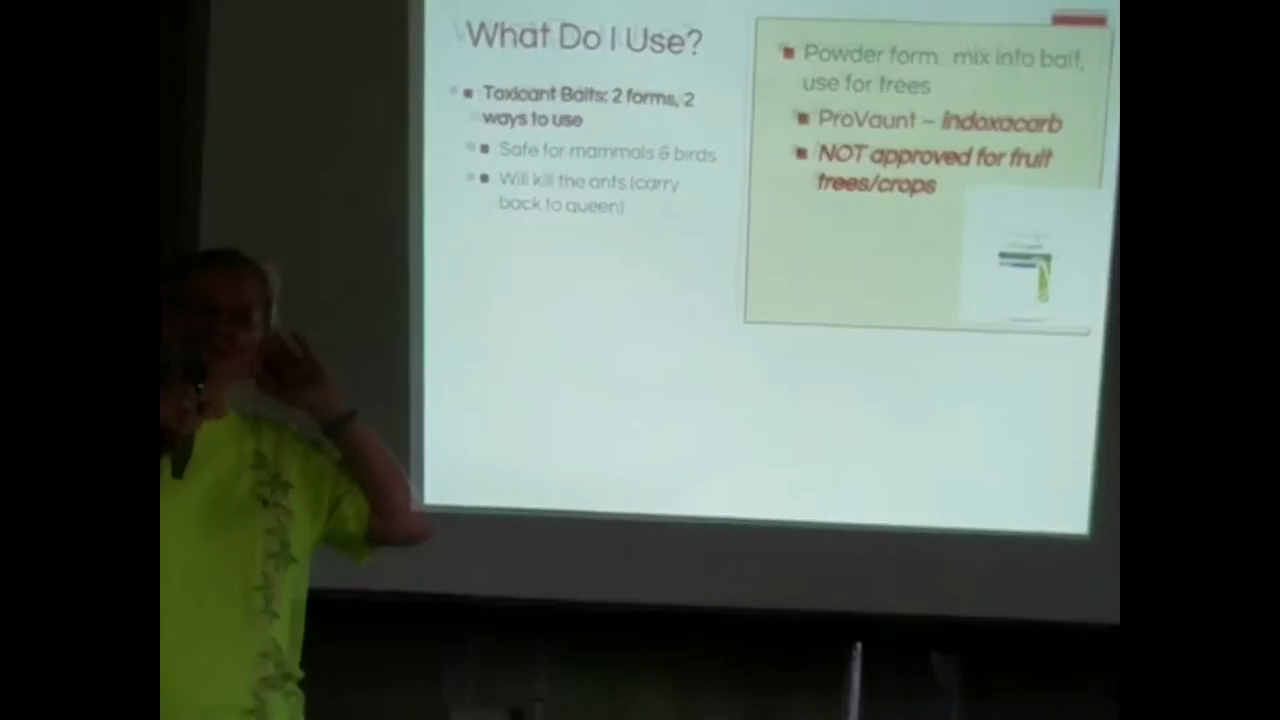 What Do I Use?
Toxicant Baits: 2 forms, 2
ways to use
Safe for mammals & birds
Will kill the ants (carry
back to queen)
Powder form: mix into bait,
use for trees
ProVaunt – indoxacarb
NOT approved for fruit
trees/crops